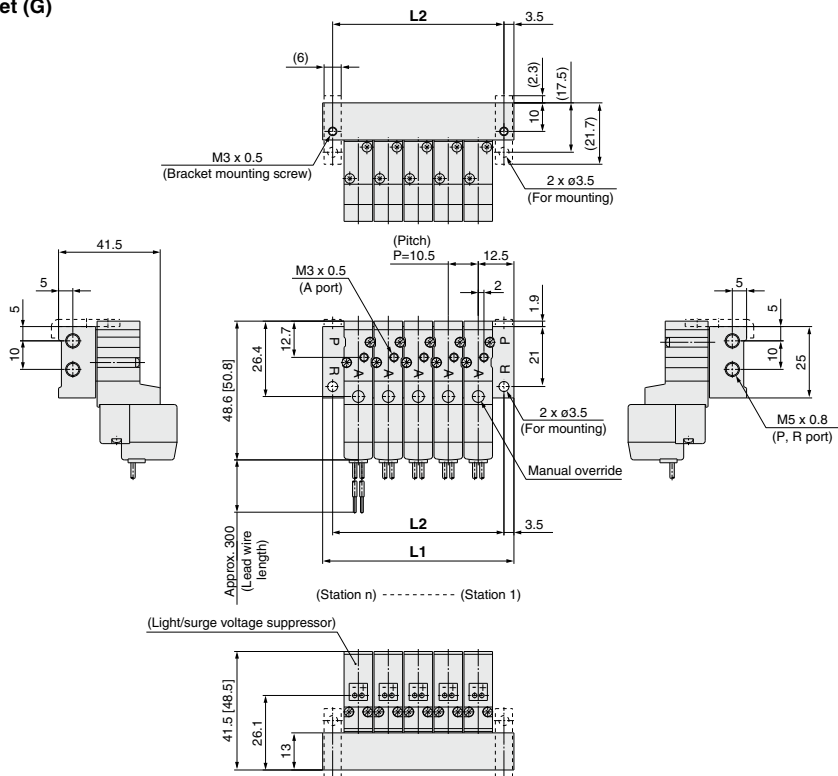 et (G)
L2
3.5
(6)
(2.3)
(17.5)
10
(21.7)
M3 x 0.5
(Bracket mounting screw)
2 x ø3.5
(For mounting)
41.5
5
5
10
(Pitch)
P=10.5
12.5
M3 x 0.5
(A port)
2
1.9
12.7
26.4
48.6 [50.8]
21
P
R
P
R
A
A
A
A
A
2 x ø3.5
(For mounting)
Manual override
5
5
10
25
M5 x 0.8
(P, R port)
Approx. 300
(Lead wire
length)
L2
3.5
L1
(Station n) - - - - - - - - - (Station 1)
(Light/surge voltage suppressor)
41.5 [48.5]
26.1
13
- +
- +
- +
- +
- +